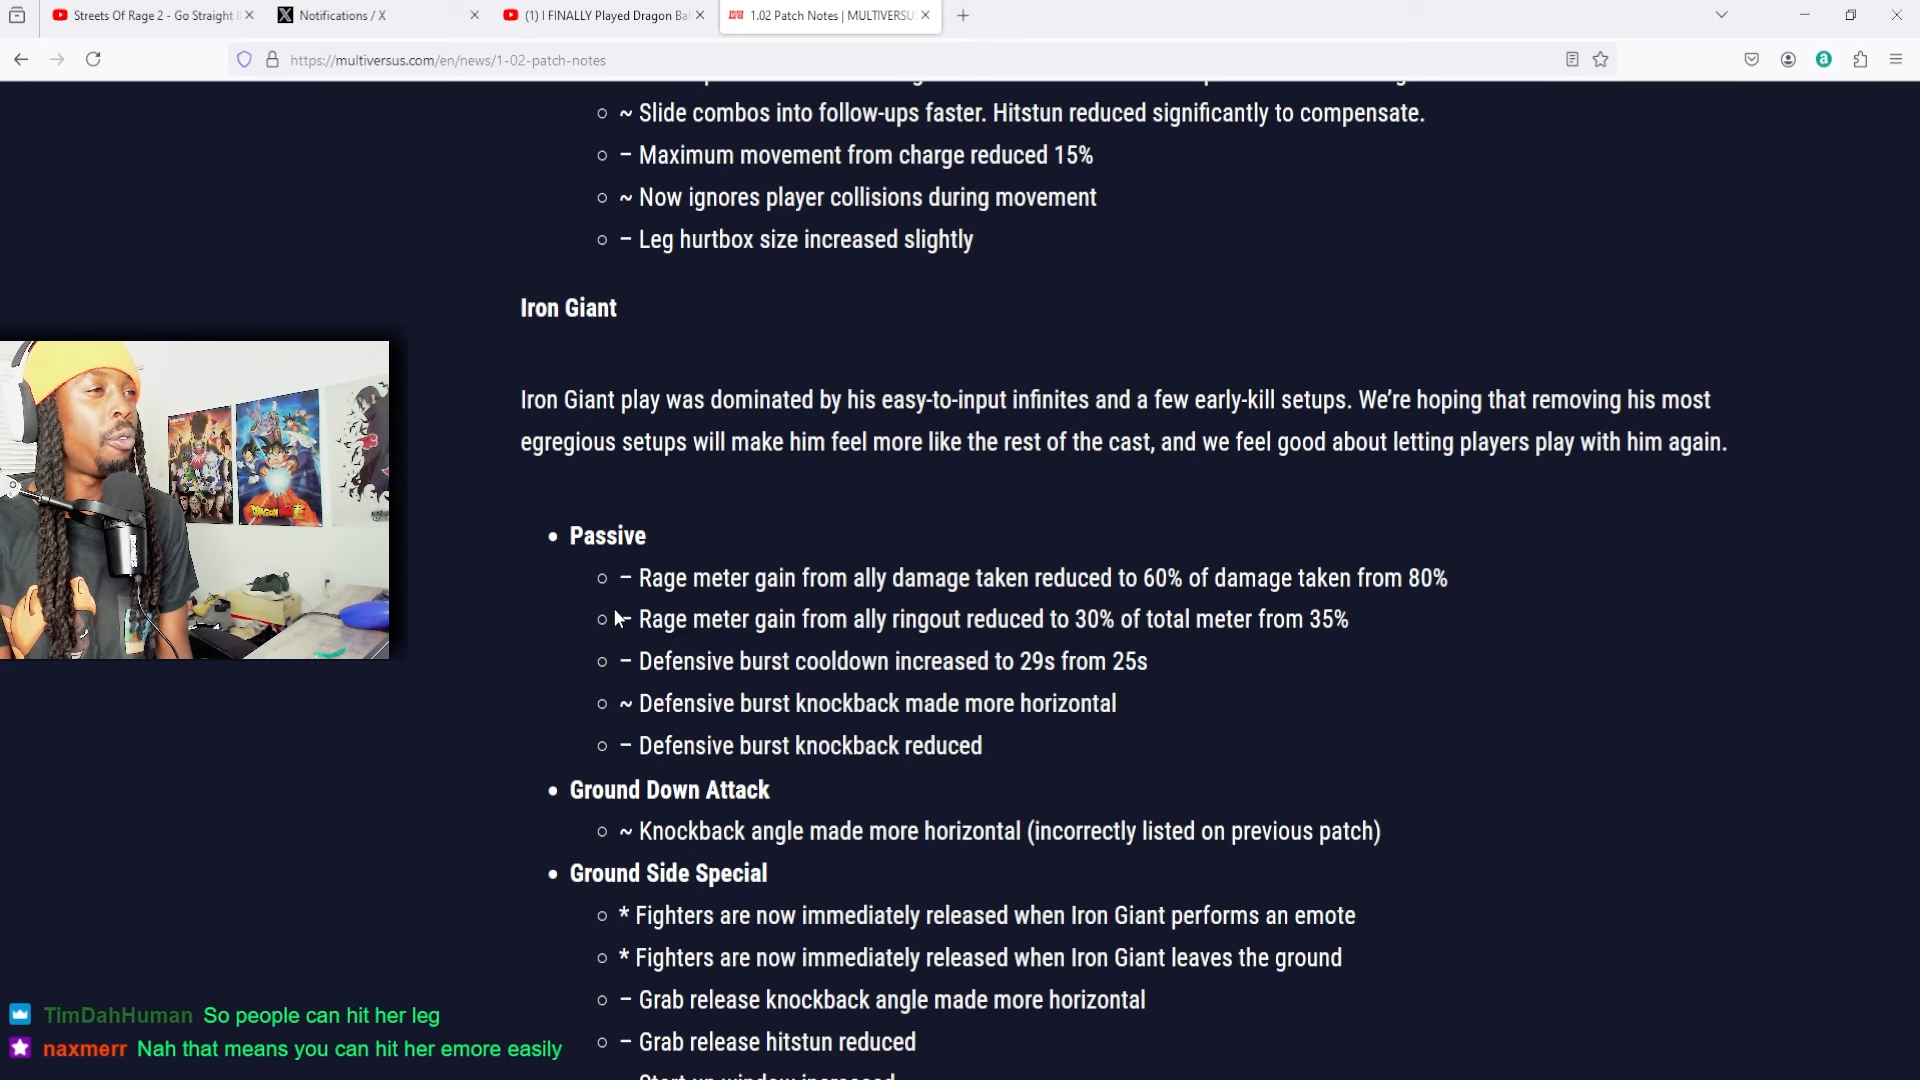 Streets Of Rage 2 - Go Straight
Notifications / X
(1) I FINALLY Played Dragon Bal
1.02 Patch Notes | MULTIVERSU
https://multiversus.com/en/news/1-02-patch-notes
~ Slide combos into follow-ups faster. Hitstun reduced significantly to compensate.
– Maximum movement from charge reduced 15%
~ Now ignores player collisions during movement
– Leg hurtbox size increased slightly
Iron Giant
Iron Giant play was dominated by his easy-to-input infinites and a few early-kill setups. We’re hoping that removing his most
egregious setups will make him feel more like the rest of the cast, and we feel good about letting players play with him again.
Passive
– Rage meter gain from ally damage taken reduced to 60% of damage taken from 80%
– Rage meter gain from ally ringout reduced to 30% of total meter from 35%
– Defensive burst cooldown increased to 29s from 25s
~ Defensive burst knockback made more horizontal
– Defensive burst knockback reduced
Ground Down Attack
~ Knockback angle made more horizontal (incorrectly listed on previous patch)
Ground Side Special
* Fighters are now immediately released when Iron Giant performs an emote
* Fighters are now immediately released when Iron Giant leaves the ground
– Grab release knockback angle made more horizontal
– Grab release hitstun reduced
TimDahHuman So people can hit her leg
naxmerr Nah that means you can hit her emore easily